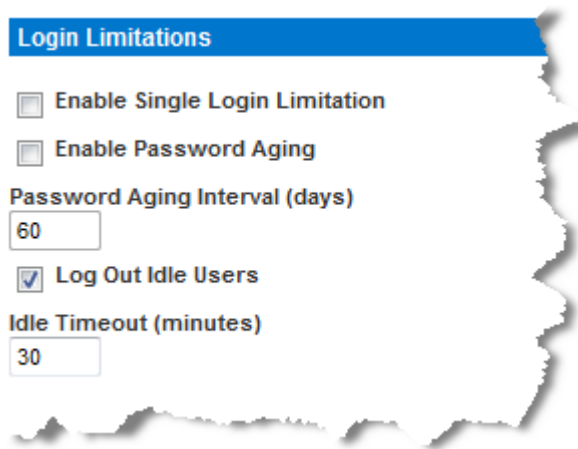 Login Limitations
Enable Single Login Limitation
Enable Password Aging
Password Aging Interval (days)
60
Log Out Idle Users
Idle Timeout (minutes)
30